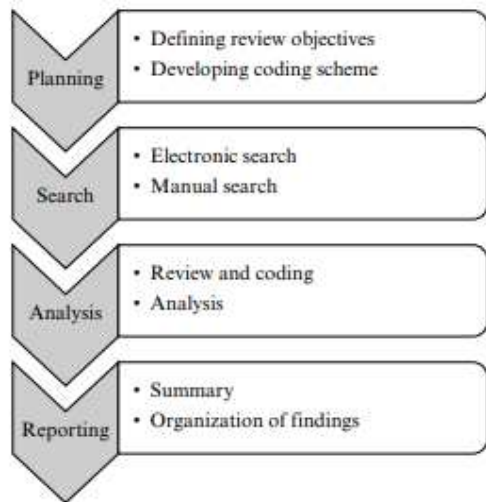 Planning
• Defining review objectives
• Developing coding scheme
Search
• Electronic search
• Manual search
Analysis
• Review and coding
• Analysis
Reporting
• Summary
• Organization of findings